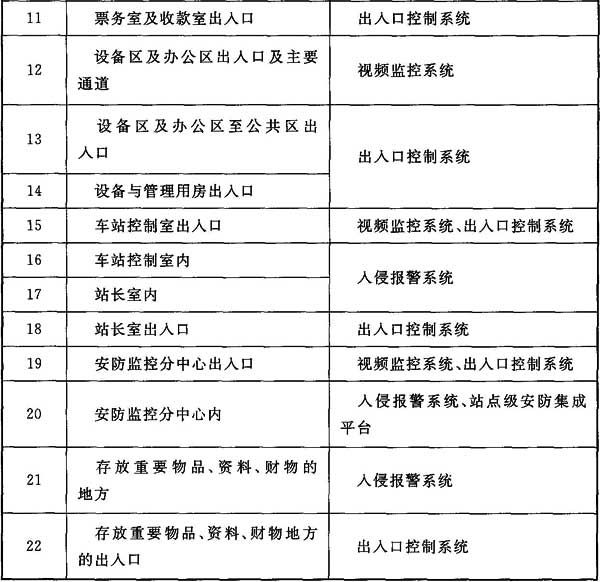 11 票务室及收款室出入口 出入口控制系统
12 设备区及办公区出入口及主要
通道 视频监控系统
13 设备区及办公区至公共区出
入口 出入口控制系统
14 设备与管理用房出入口
15 车站控制室出入口 视频监控系统、出入口控制系统
16 车站控制室内 入侵报警系统
17 站长室内
18 站长室出入口 出入口控制系统
19 安防监控分中心出入口 视频监控系统、出入口控制系统
20 安防监控分中心内 入侵报警系统、站点级安防集成
平台
21 存放重要物品、资料、财物的
地方 入侵报警系统
22 存放重要物品、资料、财物地方
的出入口 出入口控制系统